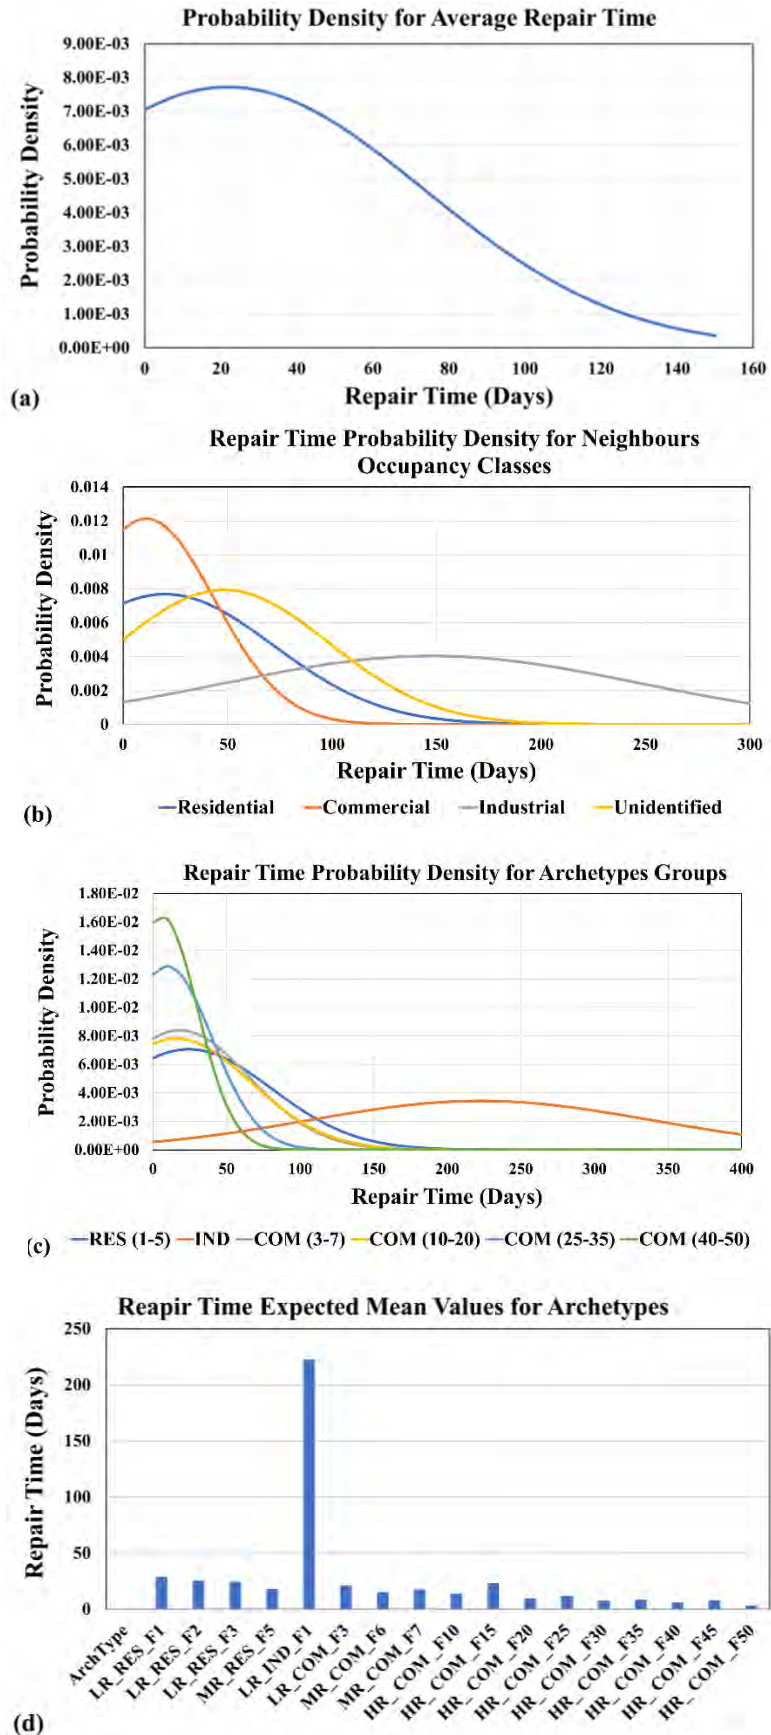 Probability Density for Average Repair Time
9.00E-03
8.00E-03
7.00E-03
6.00E-03
5.00E-03
4.00E-03
3.00E-03
2.00E-03
1.00E-03
0.00E+00
Probability Density
0 20 40 60 80 100 120 140 160
Repair Time (Days)
(a)
Repair Time Probability Density for Neighbours
Occupancy Classes
0.014
0.012
0.01
0.008
0.006
0.004
0.002
0
Probability Density
0 50 100 150 200 250 300
Repair Time (Days)
(b)
Residential Commercial Industrial Unidentified
Repair Time Probability Density for Archetypes Groups
1.80E-02
1.60E-02
1.40E-02
1.20E-02
1.00E-02
8.00E-03
6.00E-03
4.00E-03
2.00E-03
0.00E+00
Probability Density
0 50 100 150 200 250 300 350 400
Repair Time (Days)
(c)
RES (1-5) IND COM (3-7) COM (10-20) COM (25-35) COM (40-50)
Reapir Time Expected Mean Values for Archetypes
250
200
150
100
50
0
Repair Time (Days)
ArchType
LR_RES_F1
LR_RES_F2
LR_RES_F3
MR_RES_F5
LR_IND_F1
LR_COM_F3
MR_COM_F6
MR_COM_F7
HR_COM_F10
HR_COM_F15
HR_COM_F20
HR_COM_F25
HR_COM_F30
HR_COM_F35
HR_COM_F40
HR_COM_F45
HR_COM_F50
(d)